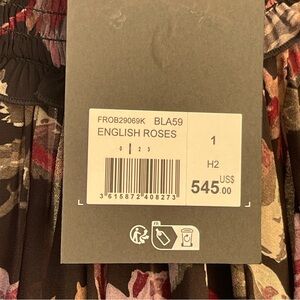 FROB29069K BLA59
ENGLISH ROSES
0 1 2 3
1
H2
3 615872 408273
545 US$
.00